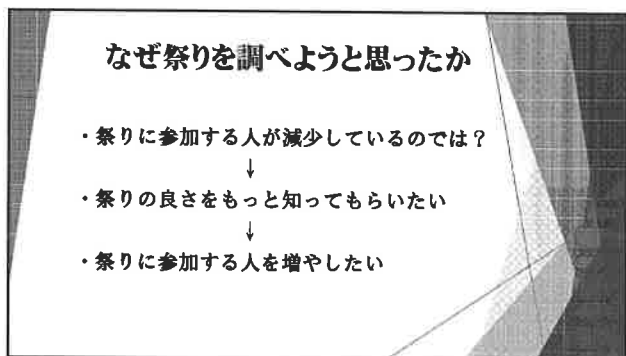 なぜ祭りを調べようと思ったか
・祭りに参加する人が減少しているのでは？
↓
・祭りの良さをもっと知ってもらいたい
↓
・祭りに参加する人を増やしたい